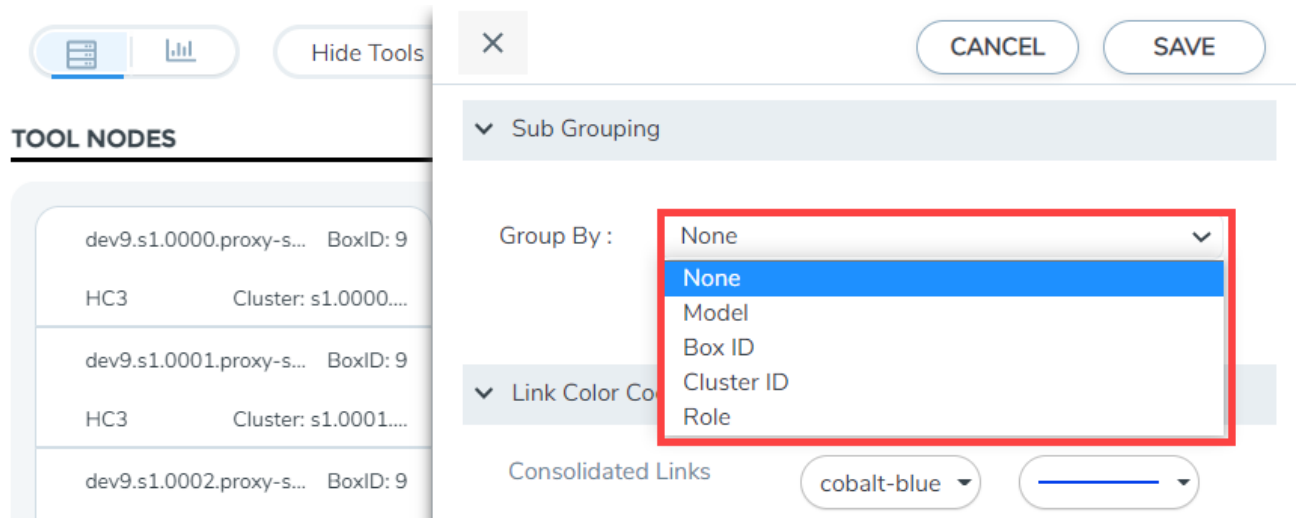 Hide Tools
CANCEL
SAVE
TOOL NODES
dev9.s1.0000.proxy-s... BoxID: 9
HC3 Cluster: s1.0000....
dev9.s1.0001.proxy-s... BoxID: 9
HC3 Cluster: s1.0001....
dev9.s1.0002.proxy-s... BoxID: 9
Sub Grouping
Group By : None
None
Model
Box ID
Cluster ID
Role
Link Color Co
Consolidated Links cobalt-blue